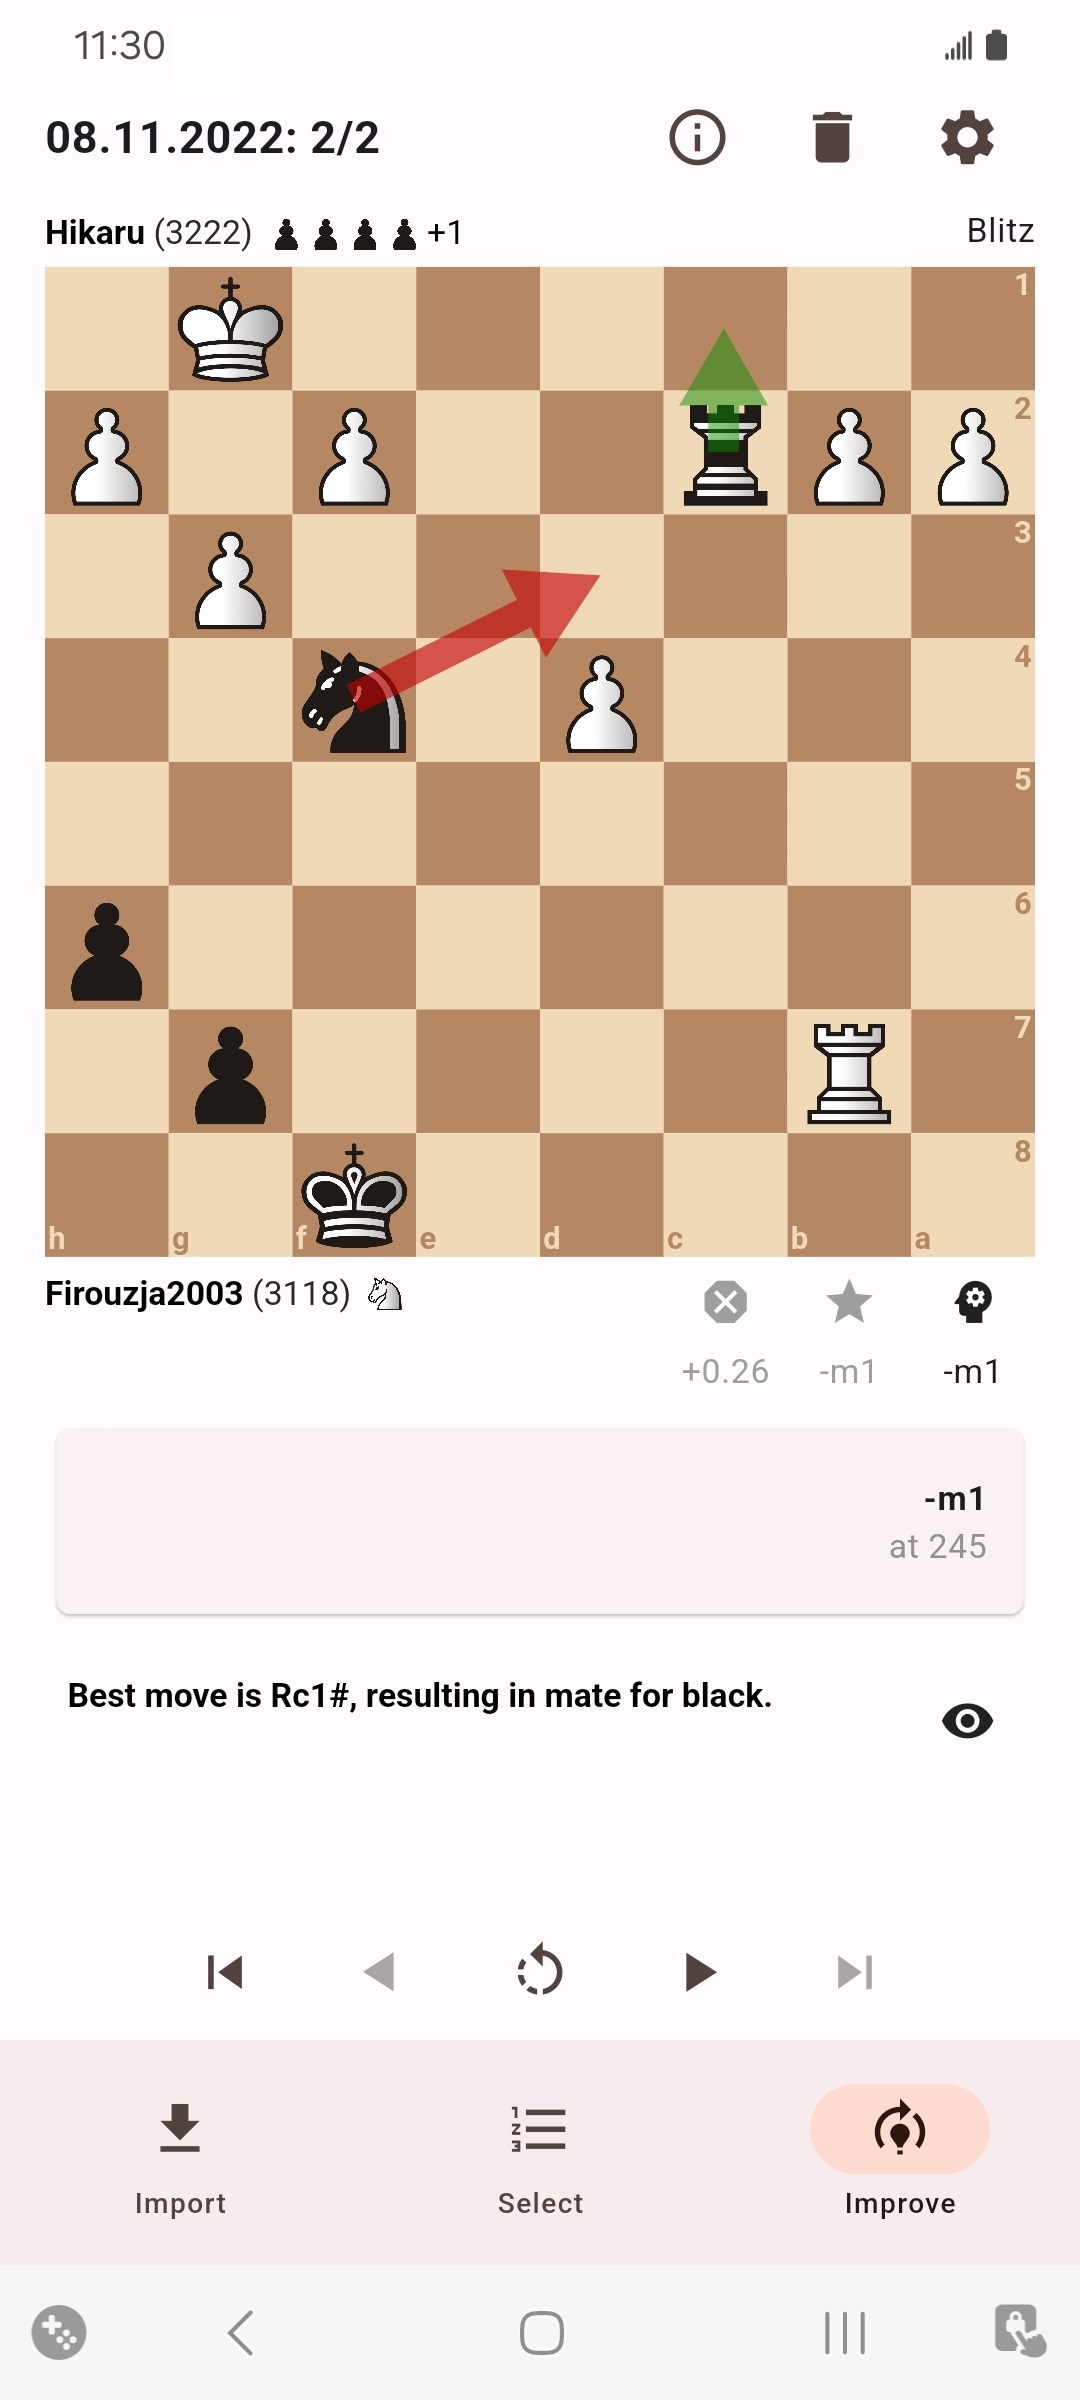 11:30
08.11.2022: 2/2
Hikaru (3222) +1
Blitz
1
2
3
4
5
6
7
8
h g f e d c b a
Firouzja2003 (3118)
+0.26 -m1 -m1
-m1
at 245
Best move is Rc1#, resulting in mate for black.
Import Select Improve